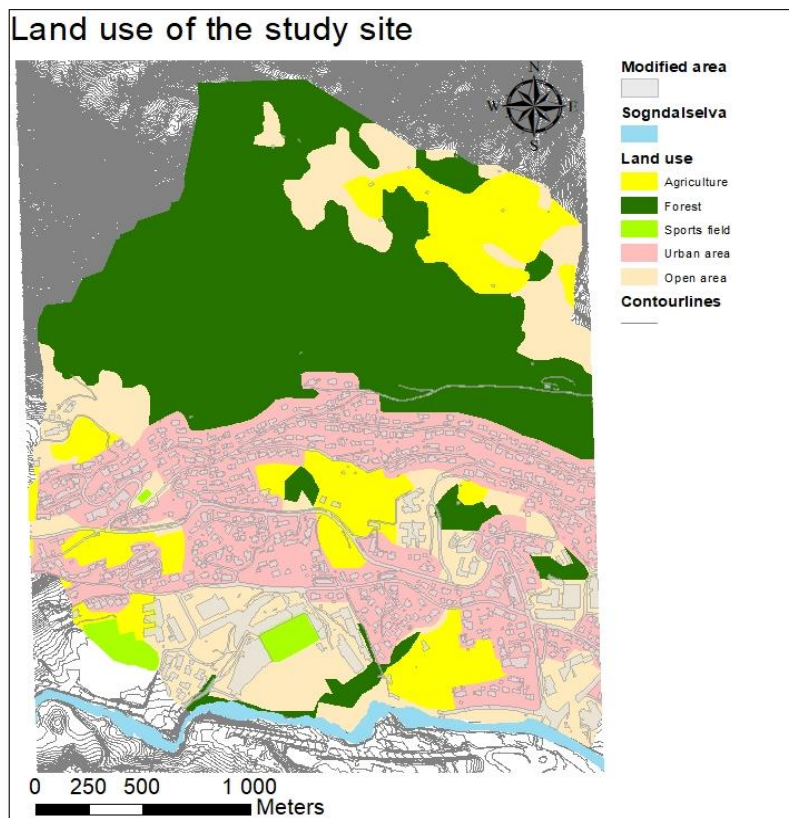 Land use of the study site
N
W E
S
Modified area
Sogndalselva
Land use
Agriculture
Forest
Sports field
Urban area
Open area
Contourlines
0 250 500 1 000
Meters